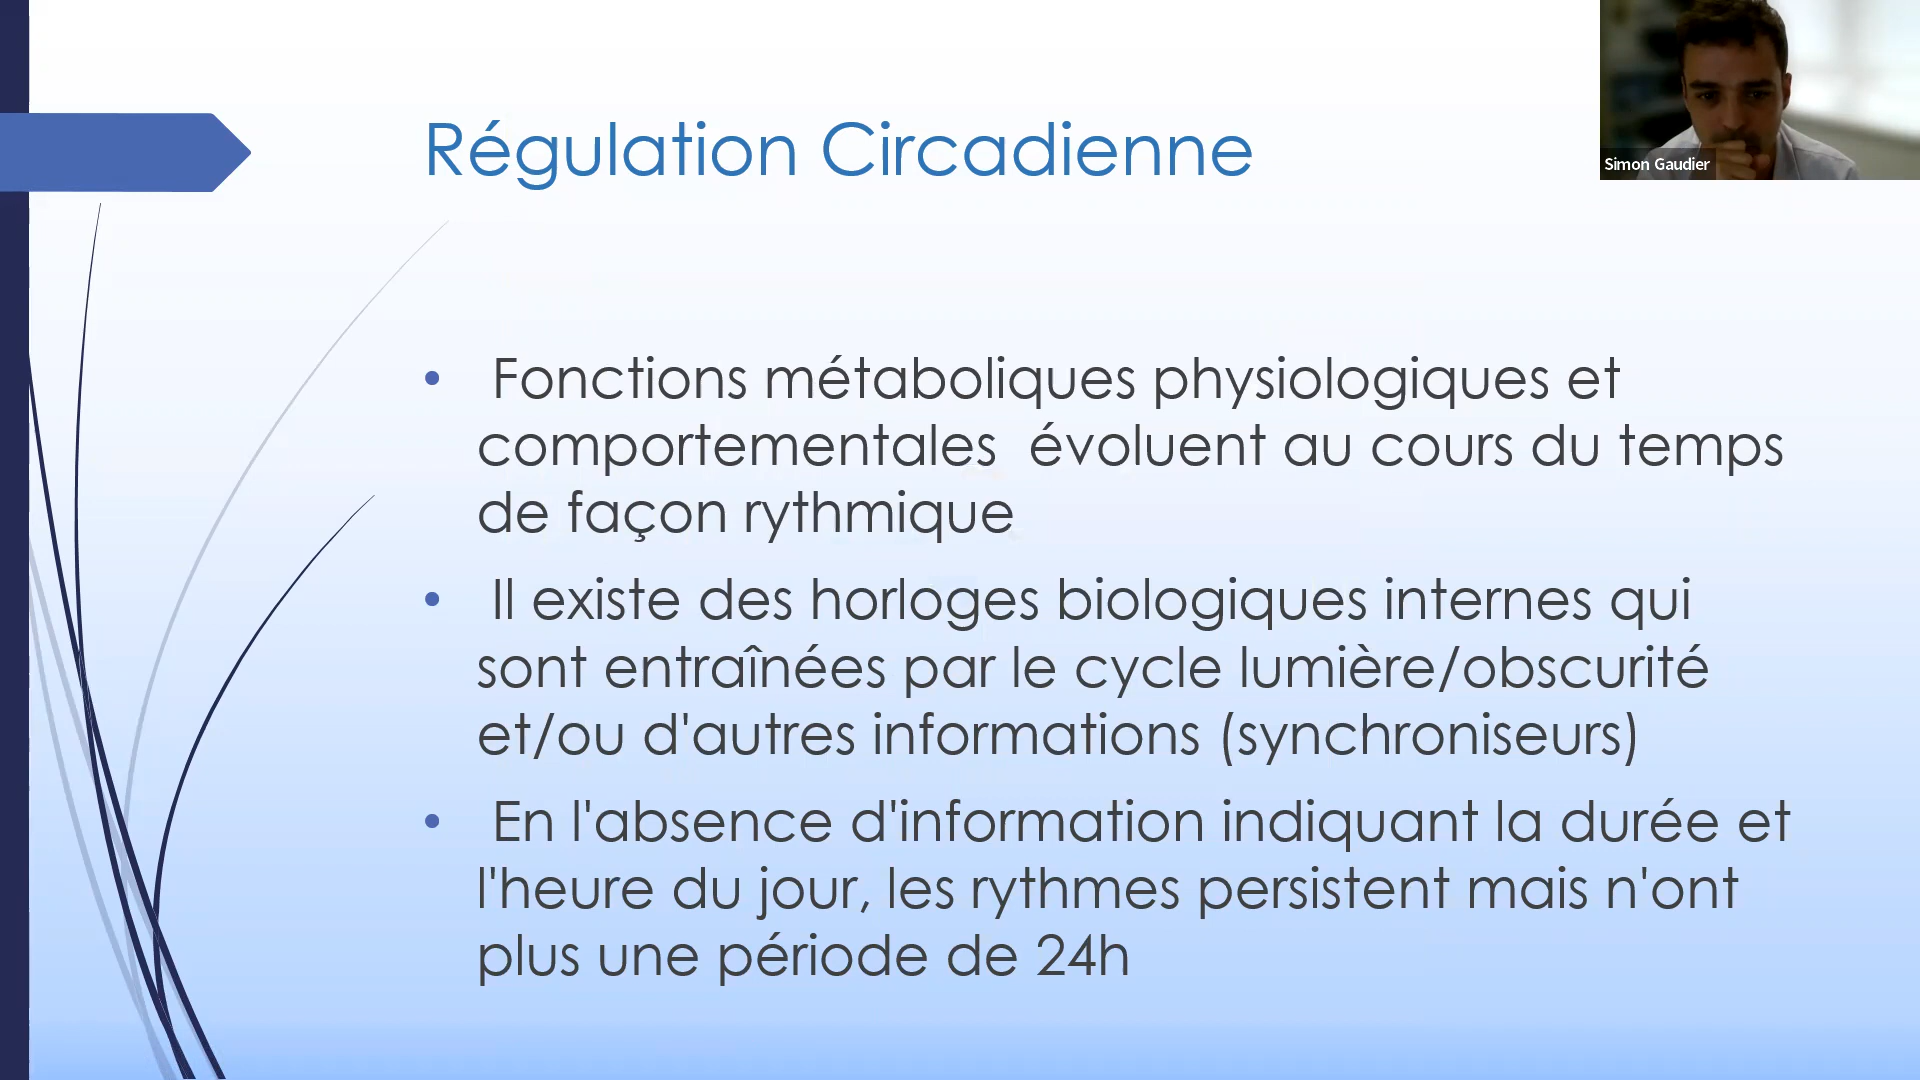 Régulation Circadienne
Simon Gaudier
• Fonctions métaboliques physiologiques et
comportementales évoluent au cours du temps
de façon rythmique
• Il existe des horloges biologiques internes qui
sont entraînées par le cycle lumière/obscurité
et/ou d'autres informations (synchroniseurs)
• En l'absence d'information indiquant la durée et
l'heure du jour, les rythmes persistent mais n'ont
plus une période de 24h